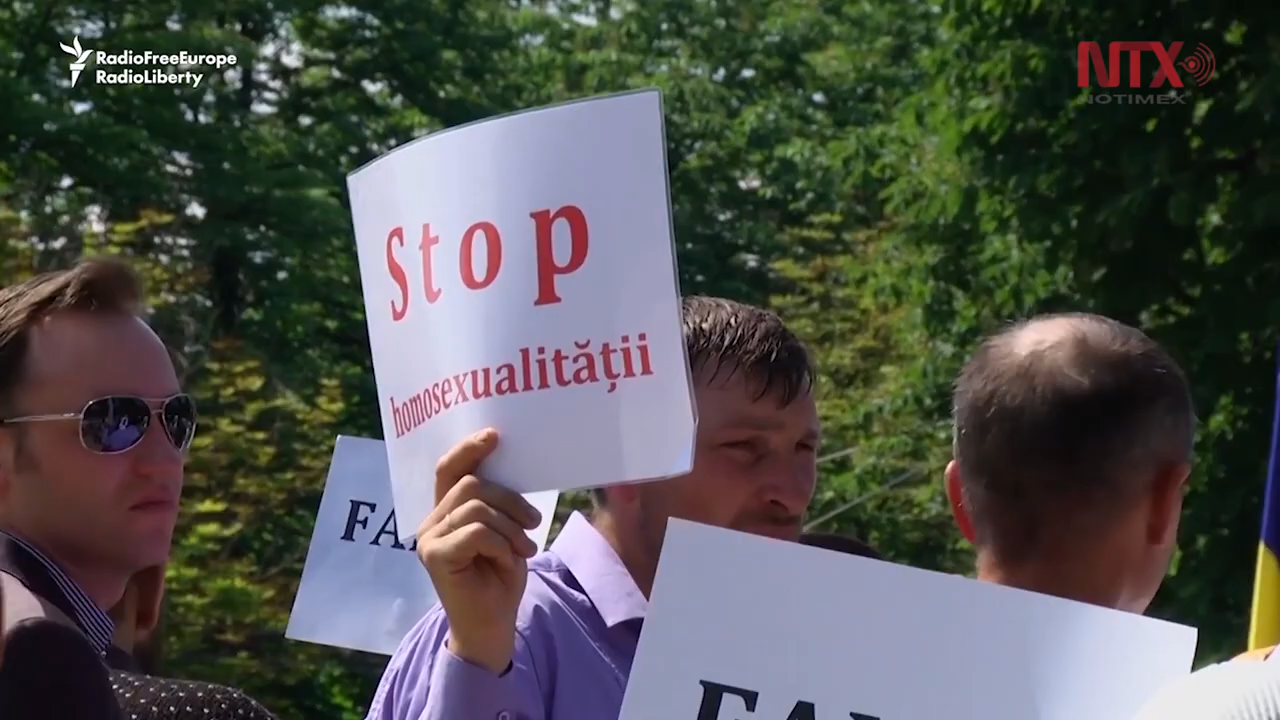 RadioFreeEurope
RadioLiberty
NTX
NOTIMEX
Stop
homosexualității